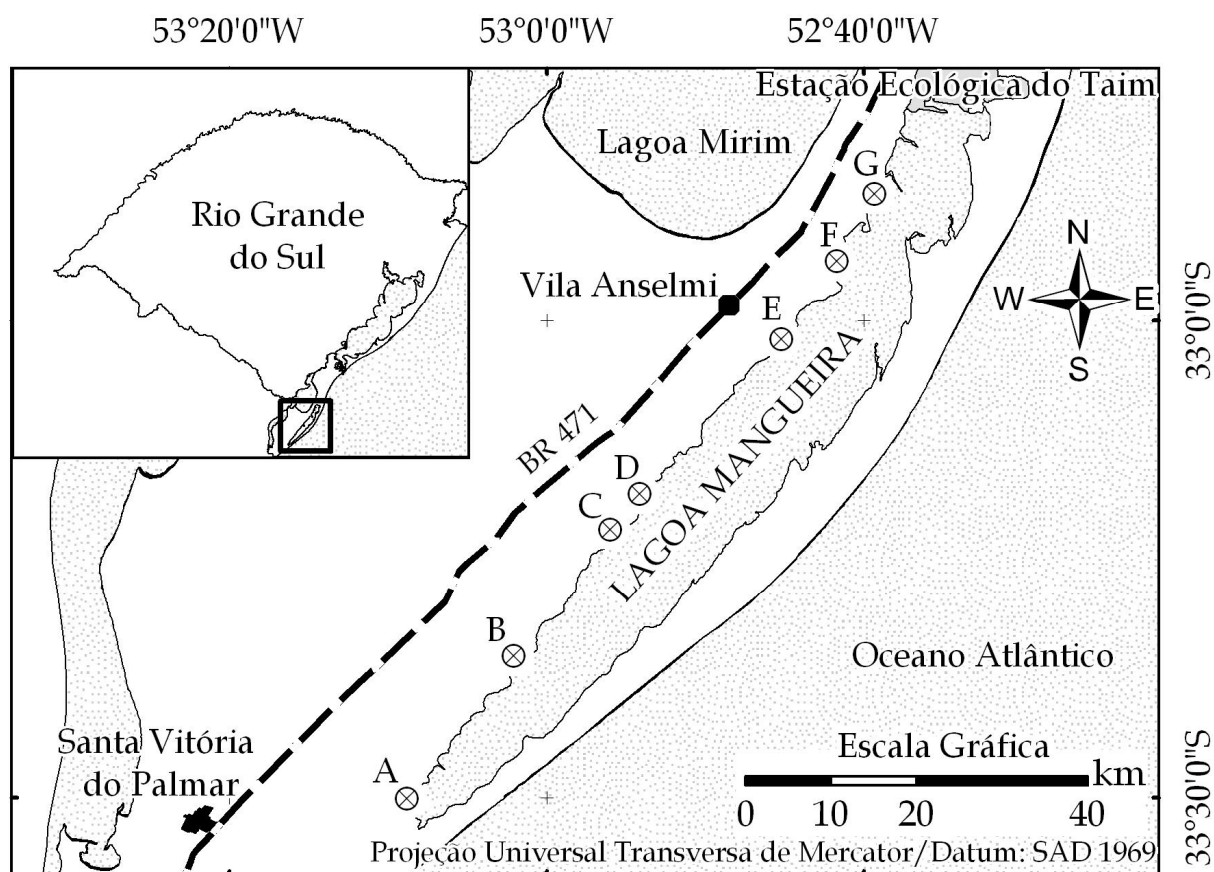 53°20'0"W
53°0'0"W
52°40'0"W
Estação Ecológica do Taim
Lagoa Mirim
G
Rio Grande
do Sul
F
N
Vila Anselmi
W
E
E
S
33°0'0"S
BR 471
LAGOA MANGUEIRA
D
C
B
Oceano Atlântico
Santa Vitória
do Palmar
A
Escala Gráfica
km
0 10 20 40
33°30'0"S
Projeção Universal Transversa de Mercator/Datum: SAD 1969